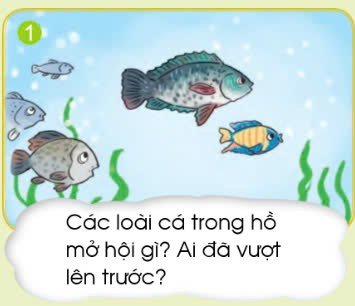 1
Các loài cá trong hồ
mở hội gì? Ai đã vượt
lên trước?